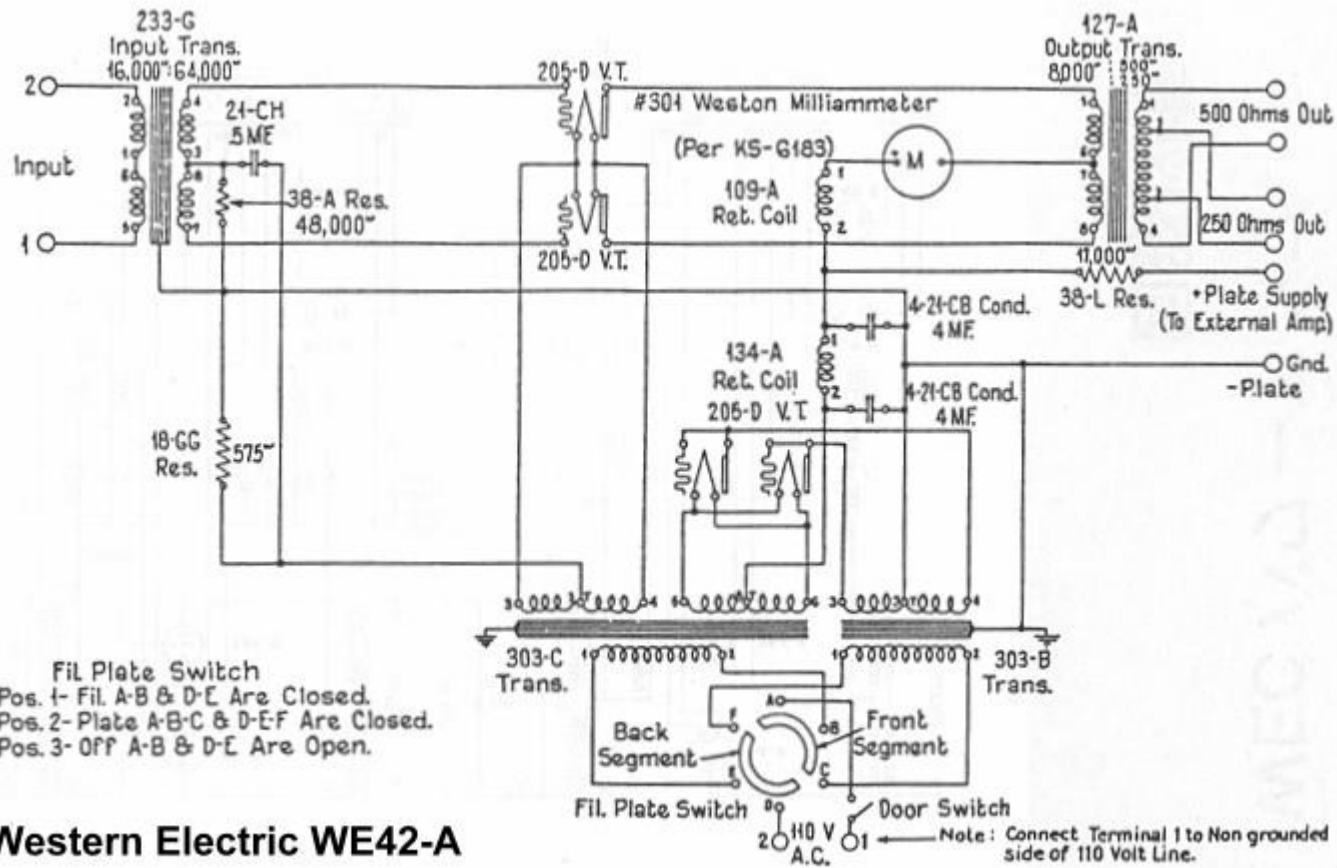 233-G
Input Trans.
16,000~:64,000~
127-A
Output Trans.
8,000~:500~
250~
2
205-D V.T.
21-CH
.5 MF
#301 Weston Milliammeter
500 Ohms Out
Input
(Per KS-6183)
M
38-A Res.
48,000~
109-A
Ret. Coil
250 Ohms Out
1
205-D V.T.
11,000~
38-L Res.
+Plate Supply
(To External Amp)
4-21-CB Cond.
4 MF.
134-A
Ret. Coil
Gnd.
-Plate
4-21-CB Cond.
4 MF.
205-D V.T.
18-GG
Res.
575~
303-C
Trans.
303-B
Trans.
Fil. Plate Switch
Pos. 1- Fil. A-B & D-E Are Closed.
Pos. 2- Plate A-B-C & D-E-F Are Closed.
Pos. 3- Off A-B & D-E Are Open.
A
F
B
Back
Segment
Front
Segment
E
C
Fil. Plate Switch
D
Door Switch
2 110 V 1
A.C.
Note: Connect Terminal 1 to Non grounded
side of 110 Volt Line.
Western Electric WE42-A